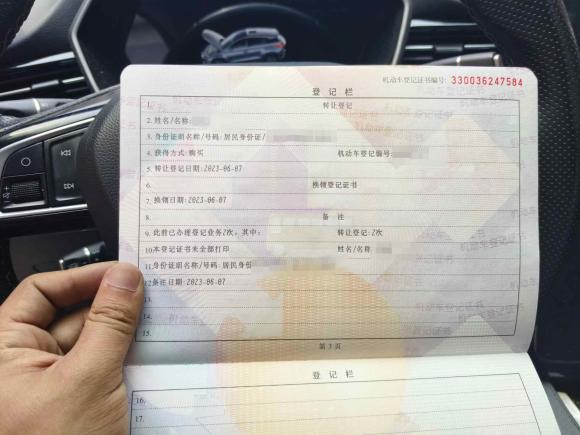 机动车登记证书编号: 330036247584
登记栏
1. 转让登记
2. 姓名/名称:
3. 身份证明名称/号码: 居民身份证/
4. 获得方式: 购买 机动车登记编号:
5. 转让登记日期: 2023-06-07
6. 换领登记证书
7. 换领日期: 2023-06-07
8. 备注
9. 此前已办理登记业务2次, 其中: 转让登记: 2次
10. 本登记证书未全部打印 姓名/名称
11. 身份证明名称/号码: 居民身份
12. 备注日期: 2023-06-07
13.
14.
15.
第 3 页
登记栏
16.
17.